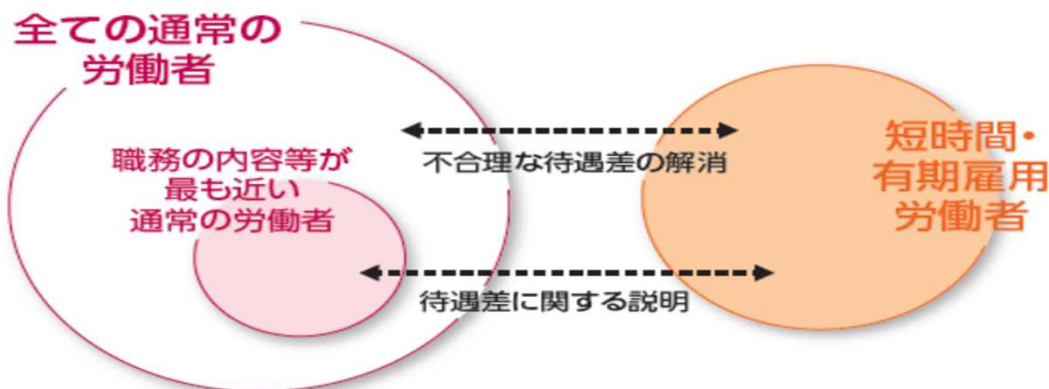 全ての通常の
労働者
職務の内容等が
最も近い
通常の労働者
不合理な待遇差の解消
待遇差に関する説明
短時間・
有期雇用
労働者